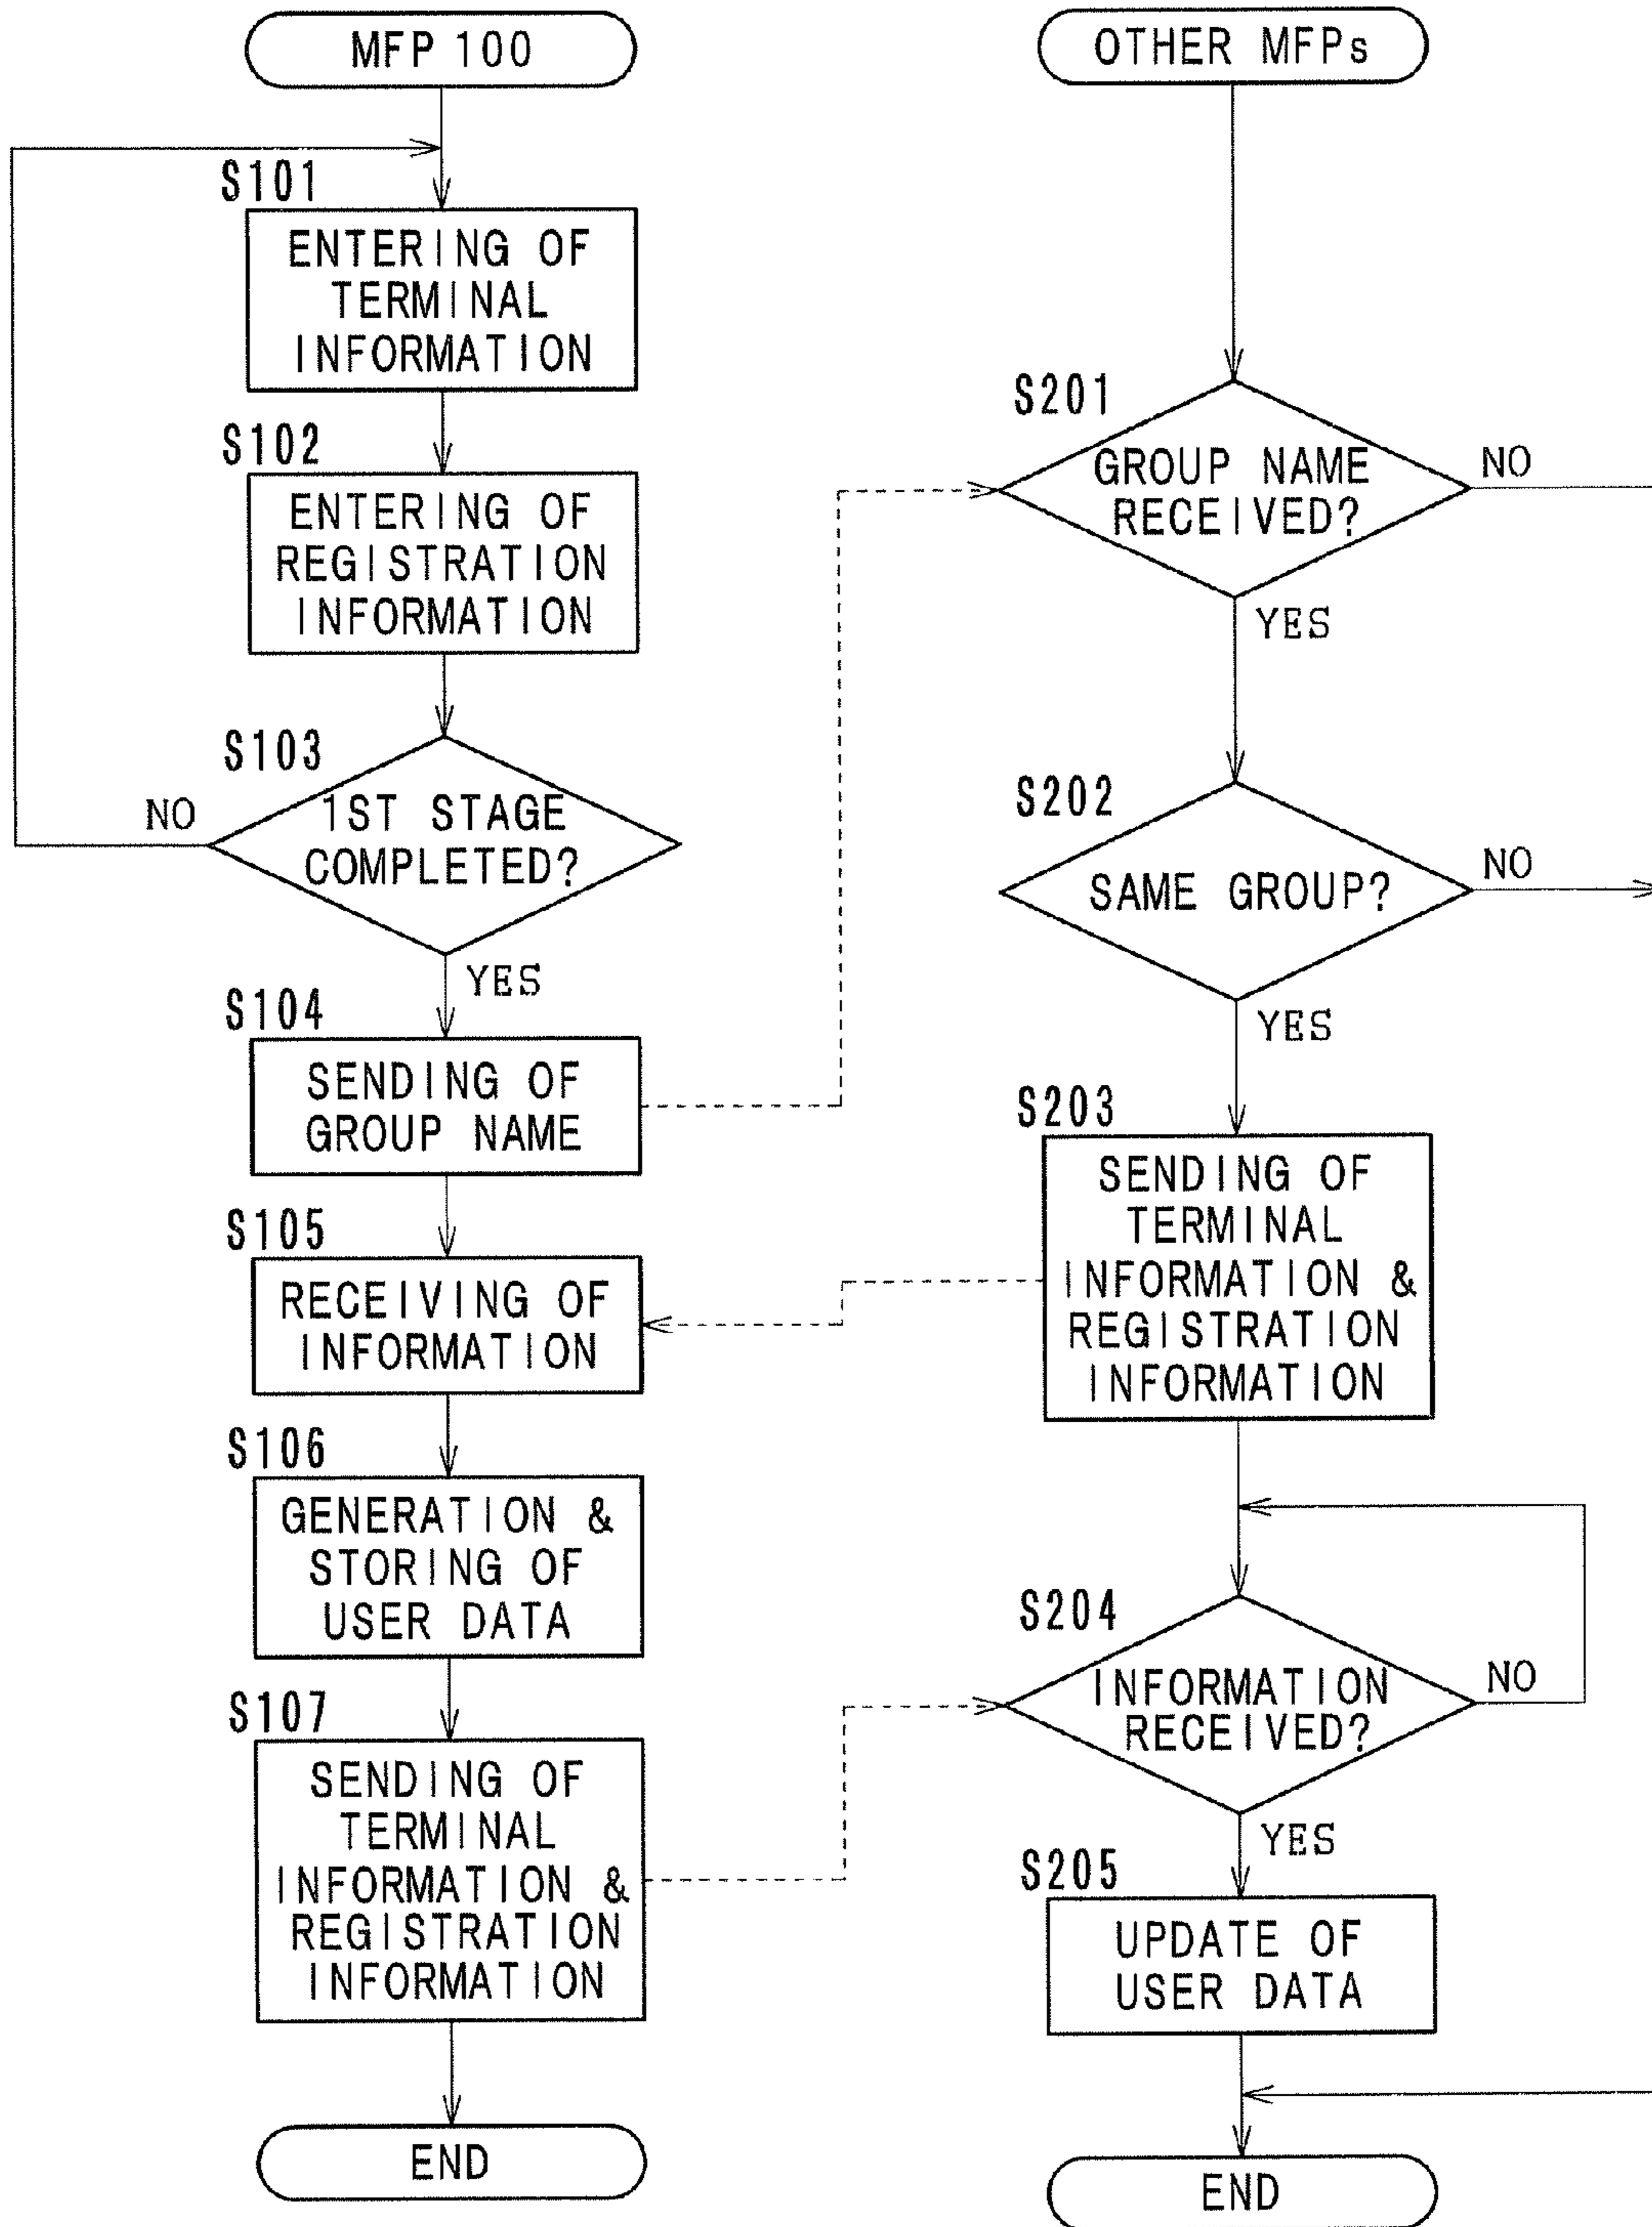 MFP 100
S101
ENTERING OF
TERMINAL
INFORMATION
S102
ENTERING OF
REGISTRATION
INFORMATION
S103
1ST STAGE
COMPLETED?
NO
YES
S104
SENDING OF
GROUP NAME
S105
RECEIVING OF
INFORMATION
S106
GENERATION &
STORING OF
USER DATA
S107
SENDING OF
TERMINAL
INFORMATION &
REGISTRATION
INFORMATION
END
OTHER MFPs
S201
GROUP NAME
RECEIVED?
NO
YES
S202
SAME GROUP?
NO
YES
S203
SENDING OF
TERMINAL
INFORMATION &
REGISTRATION
INFORMATION
S204
INFORMATION
RECEIVED?
NO
YES
S205
UPDATE OF
USER DATA
END